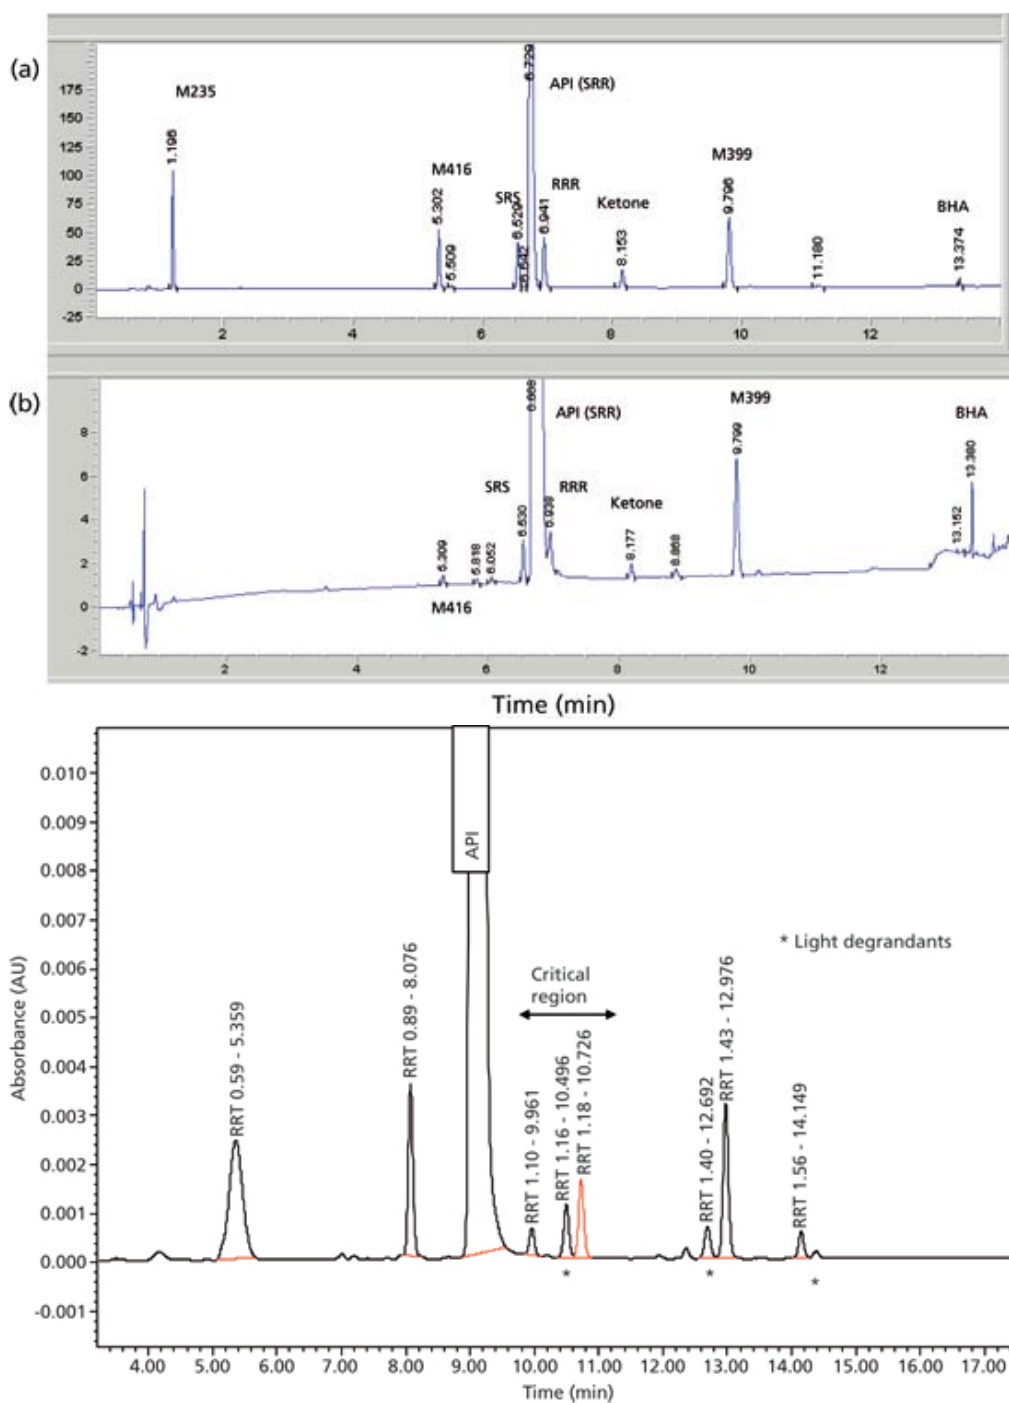 (a)
175
150
125
100
75
50
25
0
-25
M235
1.196
M416
5.302
5.509
SRS
6.529
6.642
6.729
API (SRR)
RRR
6.941
Ketone
8.153
M399
9.796
11.180
BHA
13.374
2 4 6 8 10 12
(b)
8
6
4
2
0
-2
M416
5.309
5.818
6.052
SRS
6.530
6.688
API (SRR)
RRR
6.938
Ketone
8.177
8.868
M399
9.799
BHA
13.152
13.380
2 4 6 8 10 12
Time (min)
Absorbance (AU)
0.010
0.009
0.008
0.007
0.006
0.005
0.004
0.003
0.002
0.001
0.000
-0.001
RRT 0.59 - 5.359
RRT 0.89 - 8.076
API
Critical
region
RRT 1.10 - 9.961
RRT 1.16 - 10.496
RRT 1.18 - 10.726
* Light degrandants
RRT 1.40 - 12.692
RRT 1.43 - 12.976
RRT 1.56 - 14.149
* * *
4.00 5.00 6.00 7.00 8.00 9.00 10.00 11.00 12.00 13.00 14.00 15.00 16.00 17.00
Time (min)